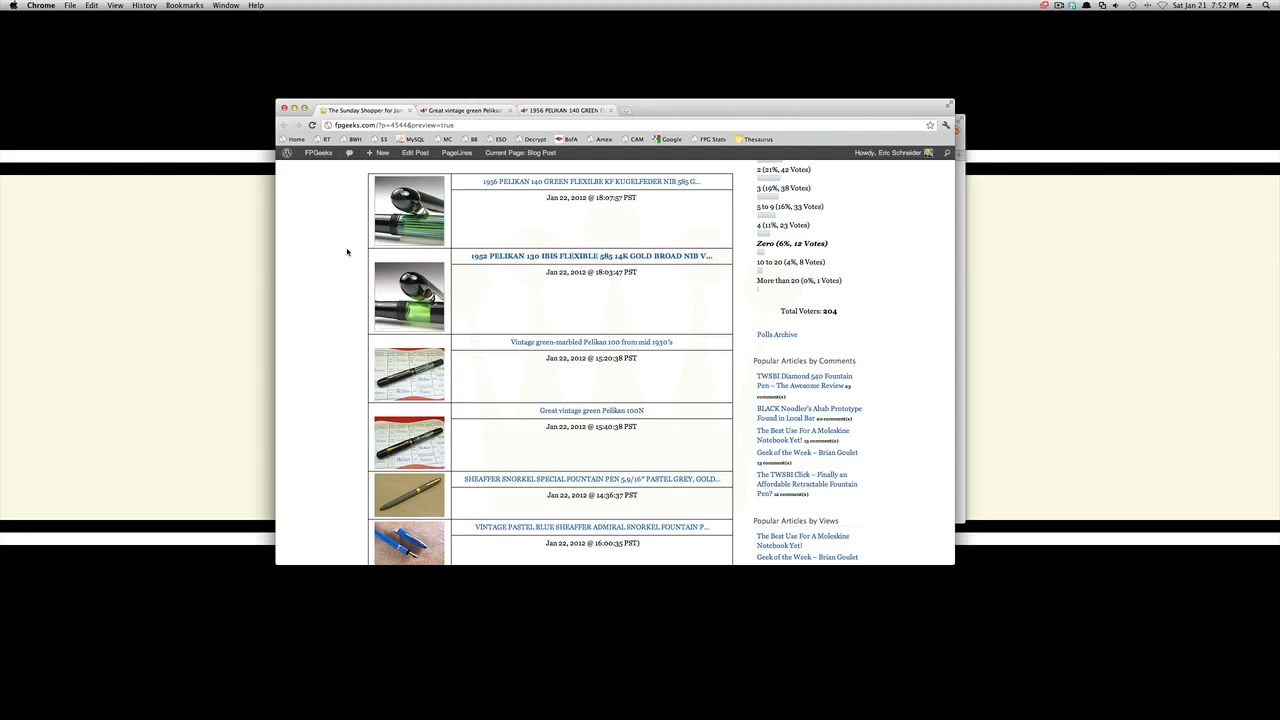 Chrome File Edit View History Bookmarks Window Help
Sat Jan 21 7:52 PM
The Sunday Shopper for Jan
Great vintage green Pelikan
1956 PELIKAN 140 GREEN F
fpgeeks.com/?p=4544&preview=true
Home RT BWH $$ MySQL MC BB ESO Decrypt BofA Amex CAM Google FPG Stats Thesaurus
FPGeeks + New Edit Post PageLines Current Page: Blog Post
Howdy, Eric Schneider
1956 PELIKAN 140 GREEN FLEXILBE KF KUGELFEDER NIB 585 G...
Jan 22, 2012 @ 18:07:57 PST
1952 PELIKAN 130 IBIS FLEXIBLE 585 14K GOLD BROAD NIB V...
Jan 22, 2012 @ 18:03:47 PST
Vintage green-marbled Pelikan 100 from mid 1930's
Jan 22, 2012 @ 15:20:38 PST
Great vintage green Pelikan 100N
Jan 22, 2012 @ 15:40:38 PST
SHEAFFER SNORKEL SPECIAL FOUNTAIN PEN 5.9/16" PASTEL GREY, GOLD...
Jan 22, 2012 @ 14:36:37 PST
VINTAGE PASTEL BLUE SHEAFFER ADMIRAL SNORKEL FOUNTAIN P...
Jan 22, 2012 @ 16:00:35 PST)
2 (21%, 42 Votes)
3 (19%, 38 Votes)
5 to 9 (16%, 33 Votes)
4 (11%, 23 Votes)
Zero (6%, 12 Votes)
10 to 20 (4%, 8 Votes)
More than 20 (0%, 1 Votes)
Total Voters: 204
Polls Archive
Popular Articles by Comments
TWSBI Diamond 540 Fountain
Pen – The Awesome Review 23
comment(s)
BLACK Noodler's Ahab Prototype
Found in Local Bar 20 comment(s)
The Best Use For A Moleskine
Notebook Yet! 13 comment(s)
Geek of the Week – Brian Goulet
13 comment(s)
The TWSBI Click – Finally an
Affordable Retractable Fountain
Pen? 12 comment(s)
Popular Articles by Views
The Best Use For A Moleskine
Notebook Yet!
Geek of the Week – Brian Goulet